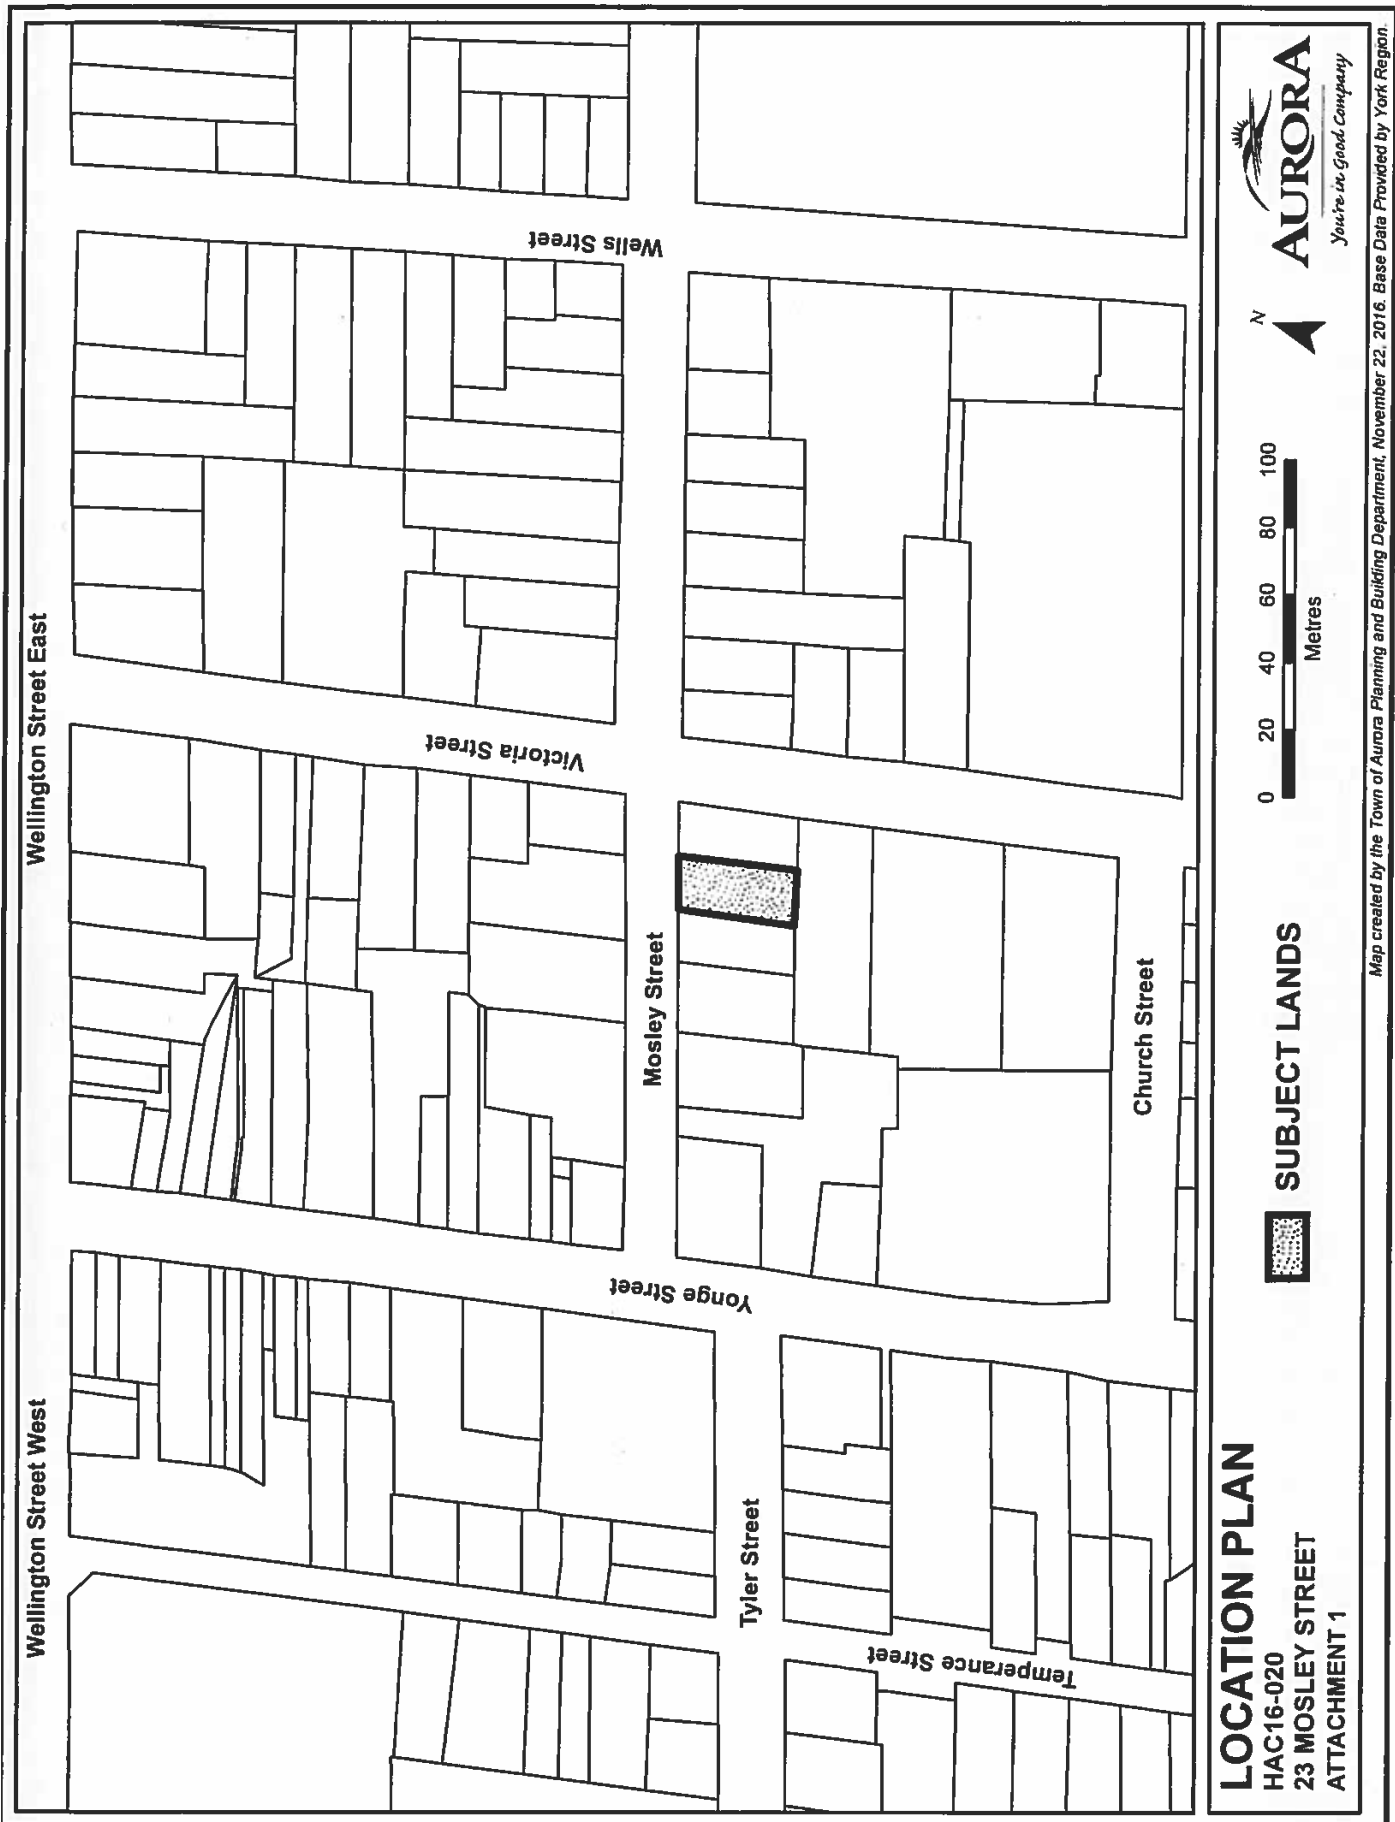 Wellington Street West
Wellington Street East
Wells Street
Victoria Street
Yonge Street
Mosley Street
Tyler Street
Temperance Street
Church Street
LOCATION PLAN
HAC16-020
23 MOSLEY STREET
ATTACHMENT 1
SUBJECT LANDS
0 20 40 60 80 100
Metres
N
AURORA
You're in Good Company
Map created by the Town of Aurora Planning and Building Department, November 22, 2016. Base Data Provided by York Region.